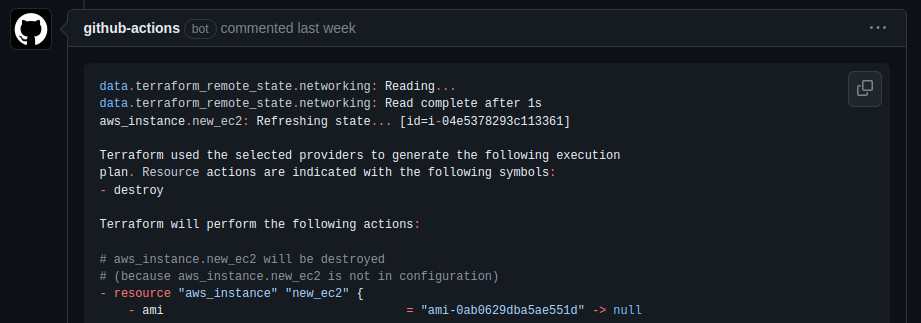 github-actions bot commented last week
data.terraform_remote_state.networking: Reading...
data.terraform_remote_state.networking: Read complete after 1s
aws_instance.new_ec2: Refreshing state... [id=i-04e5378293c113361]
Terraform used the selected providers to generate the following execution
plan. Resource actions are indicated with the following symbols:
- destroy
Terraform will perform the following actions:
# aws_instance.new_ec2 will be destroyed
# (because aws_instance.new_ec2 is not in configuration)
- resource "aws_instance" "new_ec2" {
- ami = "ami-0ab0629dba5ae551d" -> null